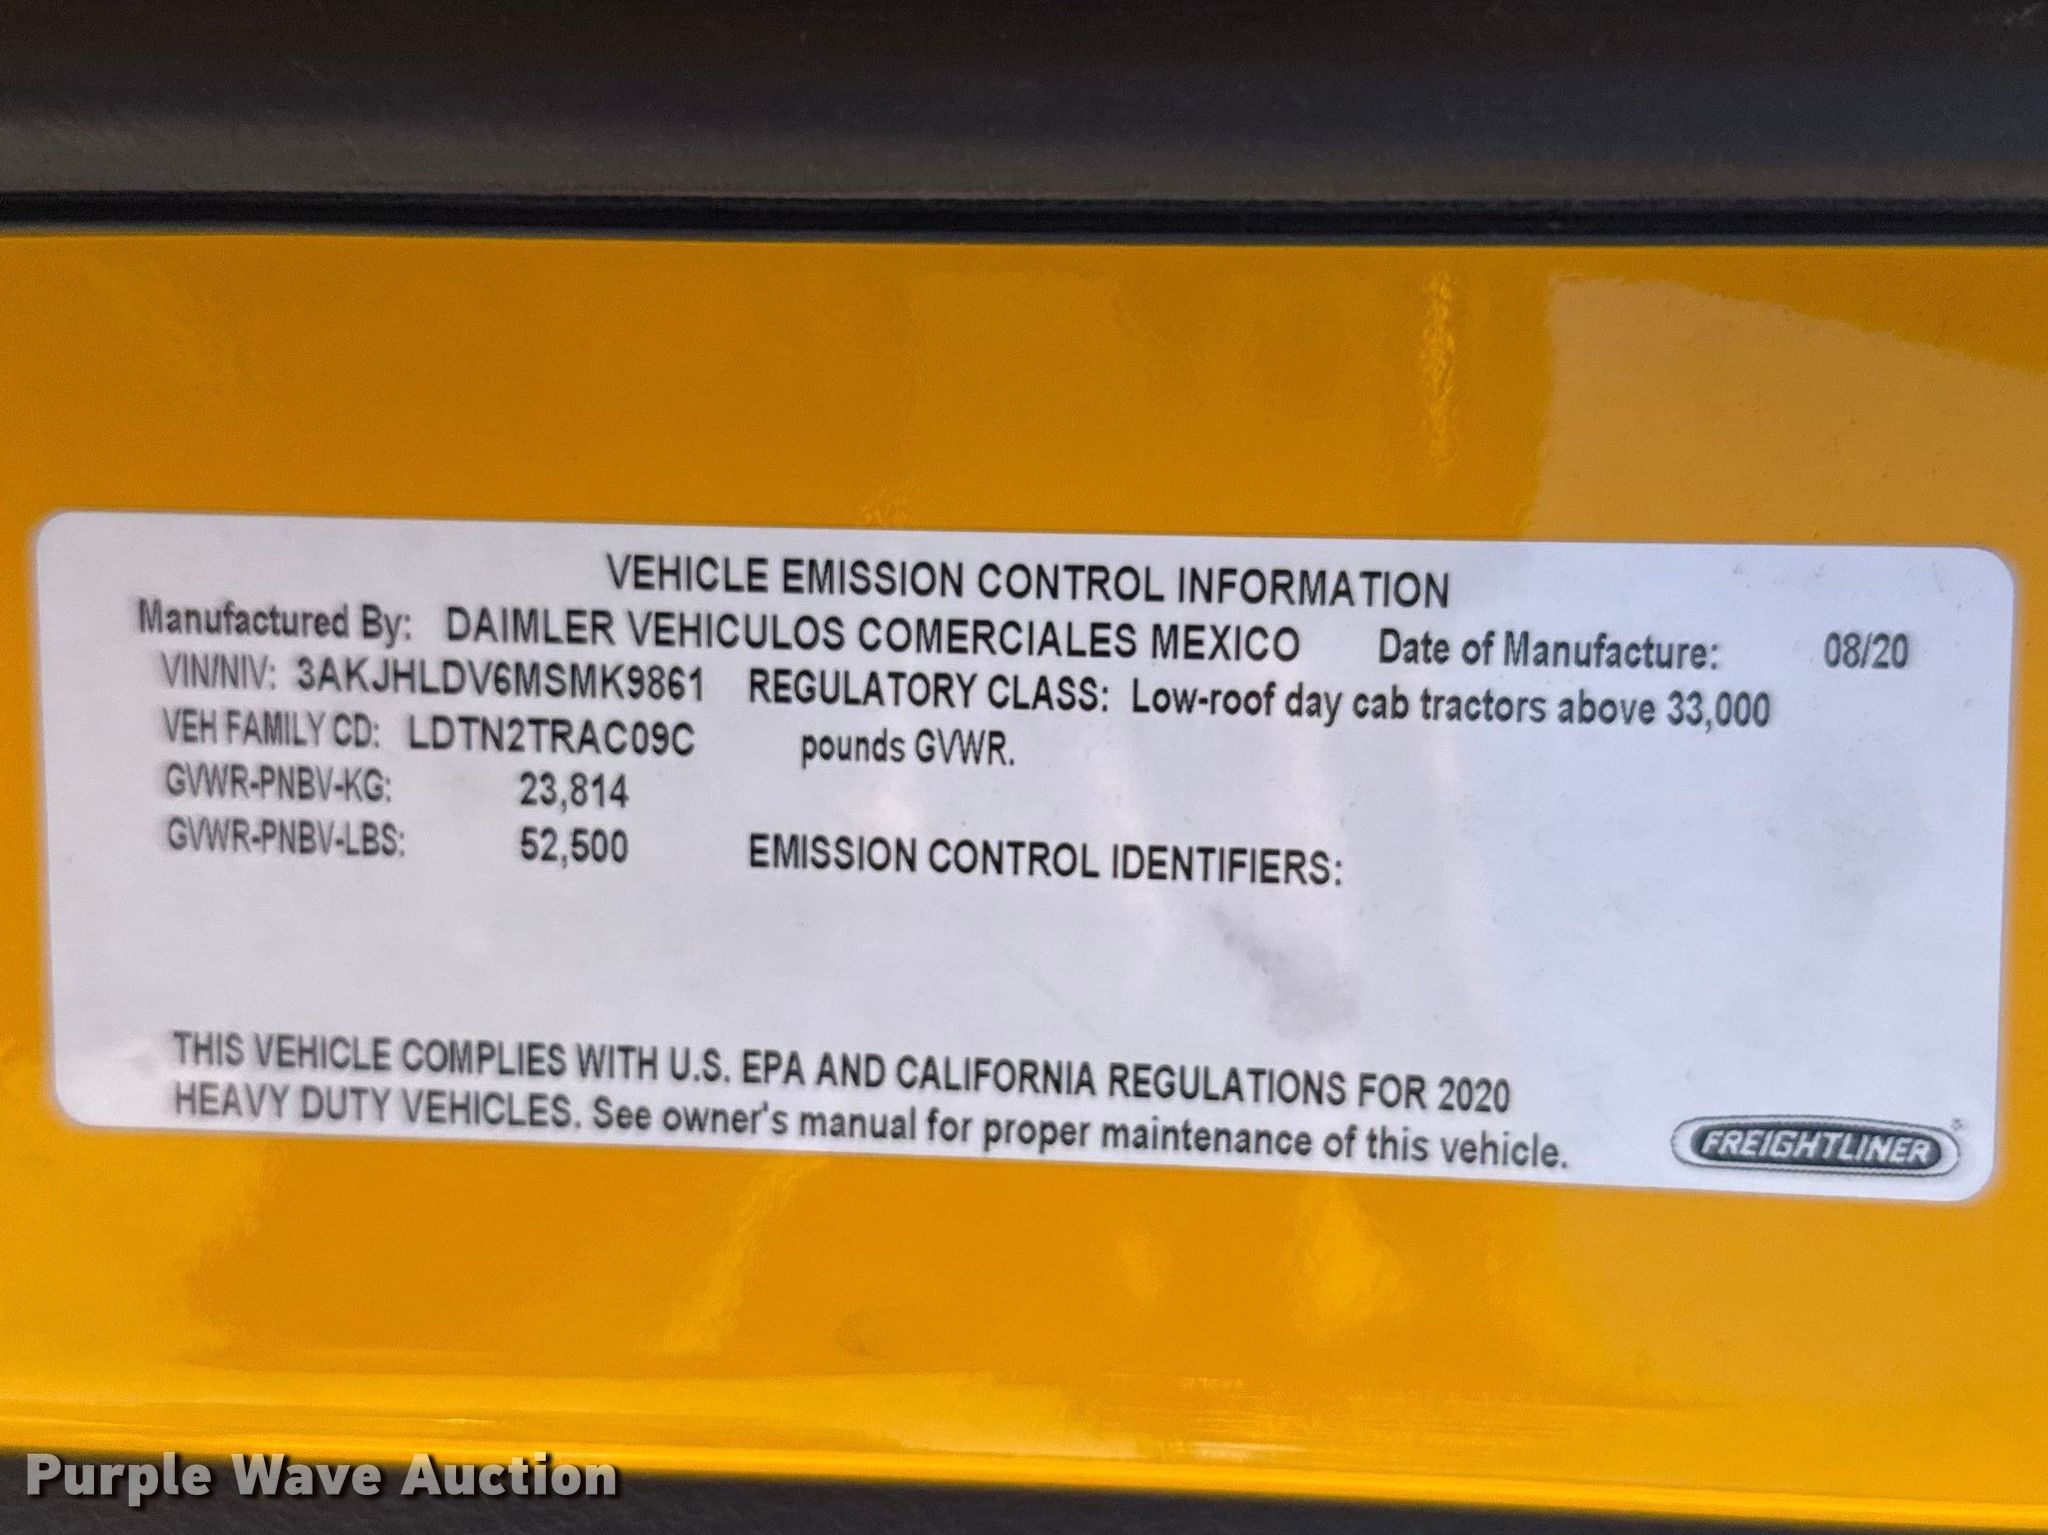 VEHICLE EMISSION CONTROL INFORMATION
Manufactured By: DAIMLER VEHICULOS COMERCIALES MEXICO Date of Manufacture: 08/20
VIN/NIV: 3AKJHLDV6MSMK9861 REGULATORY CLASS: Low-roof day cab tractors above 33,000
VEH FAMILY CD: LDTN2TRAC09C pounds GVWR.
GVWR-PNBV-KG: 23,814
GVWR-PNBV-LBS: 52,500 EMISSION CONTROL IDENTIFIERS:
THIS VEHICLE COMPLIES WITH U.S. EPA AND CALIFORNIA REGULATIONS FOR 2020
HEAVY DUTY VEHICLES. See owner's manual for proper maintenance of this vehicle.
FREIGHTLINER
Purple Wave Auction